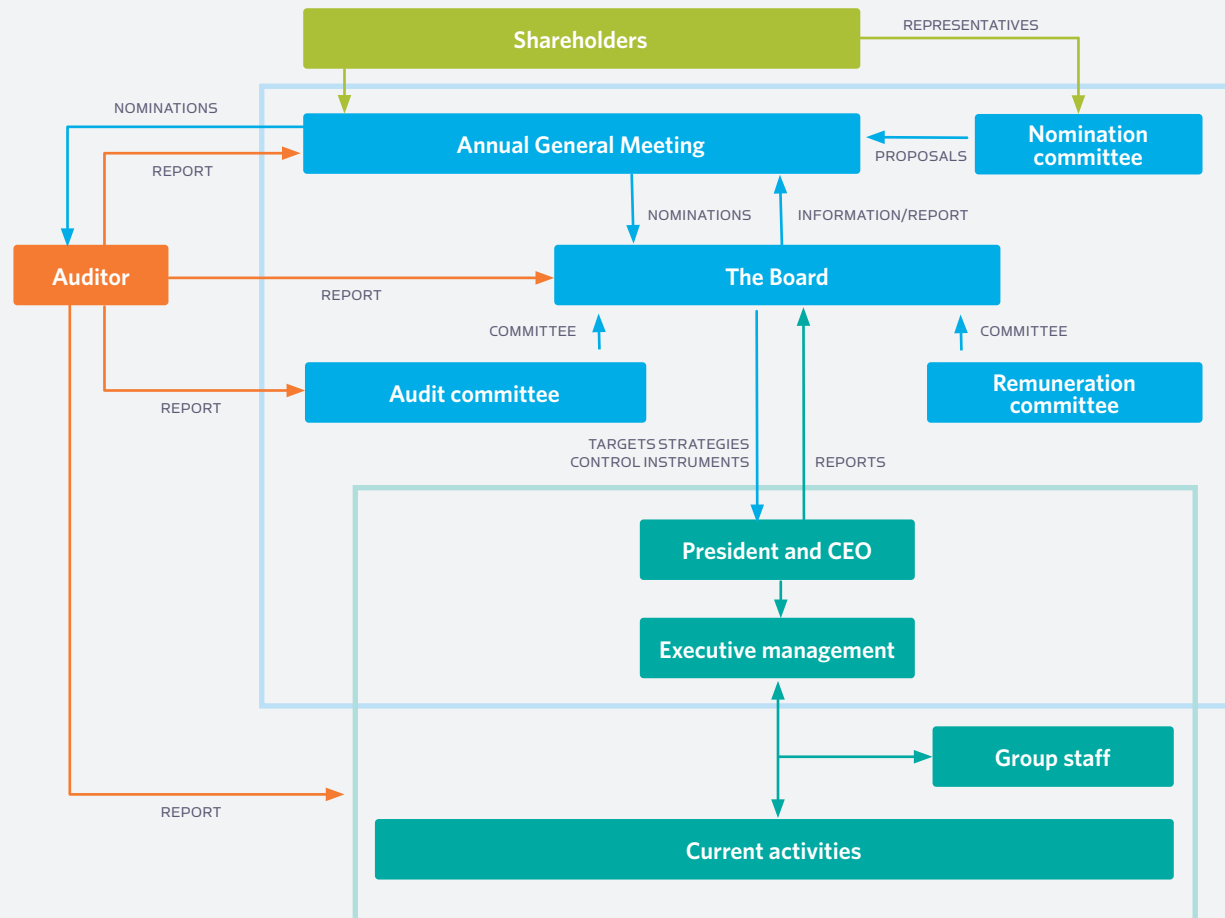 Shareholders
REPRESENTATIVES
NOMINATIONS
Annual General Meeting
Nomination
committee
PROPOSALS
REPORT
NOMINATIONS
INFORMATION/REPORT
Auditor
The Board
REPORT
COMMITTEE
COMMITTEE
Audit committee
Remuneration
committee
REPORT
TARGETS STRATEGIES
CONTROL INSTRUMENTS
REPORTS
President and CEO
Executive management
Group staff
REPORT
Current activities